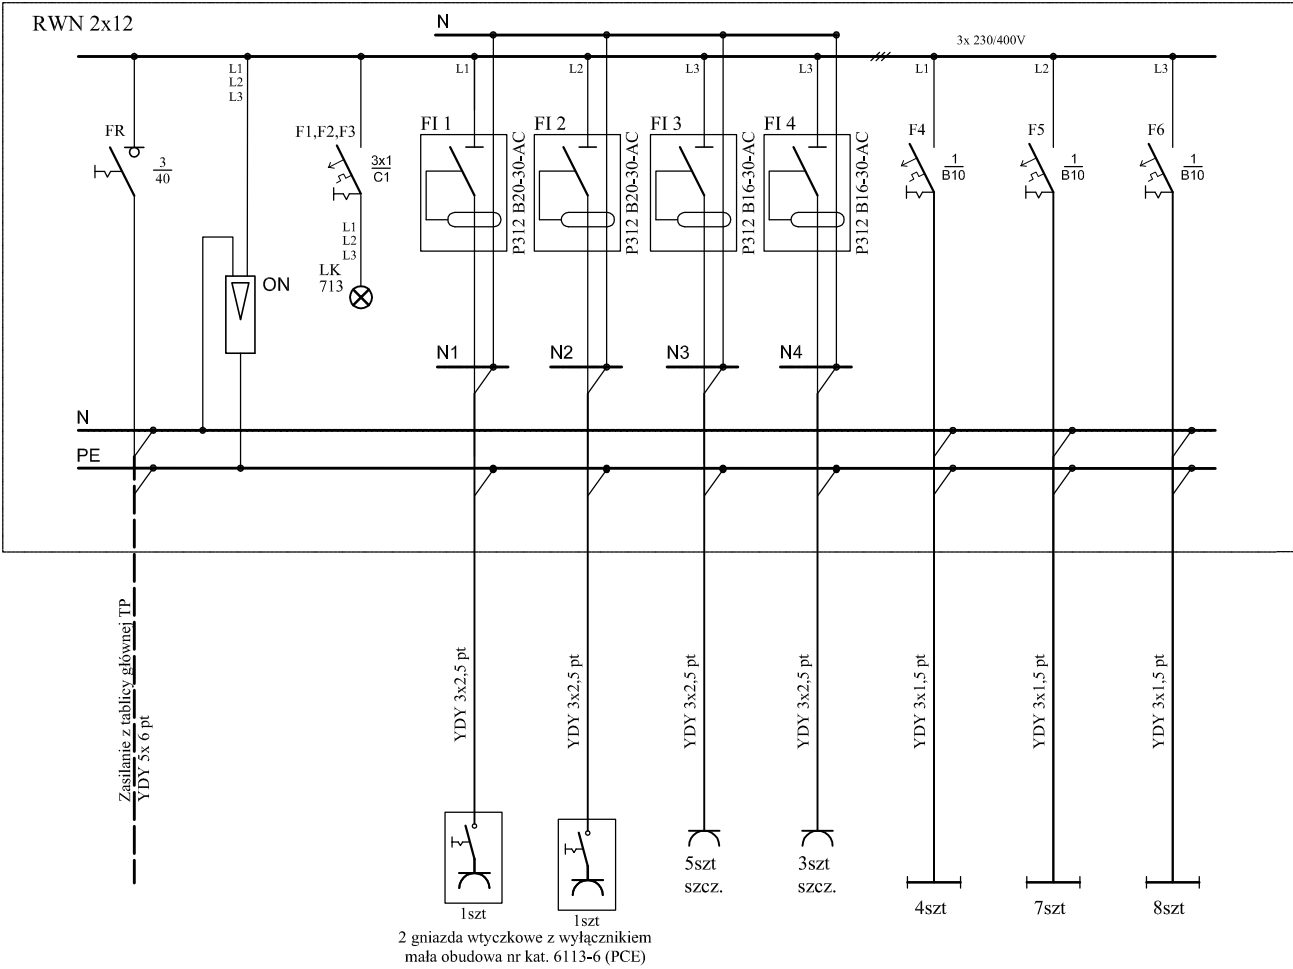 RWN 2x12
N
3x 230/400V
L1
L2
L3
L1
L2
L3
L3
L1
L2
L3
FR
3
40
F1,F2,F3
3x1
C1
L1
L2
L3
LK
713
ON
FI 1
P312 B20-30-AC
FI 2
P312 B20-30-AC
FI 3
P312 B16-30-AC
FI 4
P312 B16-30-AC
F4
1
B10
F5
1
B10
F6
1
B10
N1
N2
N3
N4
N
PE
Zasilanie z tablicy głównej TP
YDY 5x 6 pt
YDY 3x2,5 pt
YDY 3x2,5 pt
YDY 3x2,5 pt
YDY 3x2,5 pt
YDY 3x1,5 pt
YDY 3x1,5 pt
YDY 3x1,5 pt
1szt
1szt
5szt
szcz.
3szt
szcz.
4szt
7szt
8szt
2 gniazda wtyczkowe z wyłącznikiem
mała obudowa nr kat. 6113-6 (PCE)